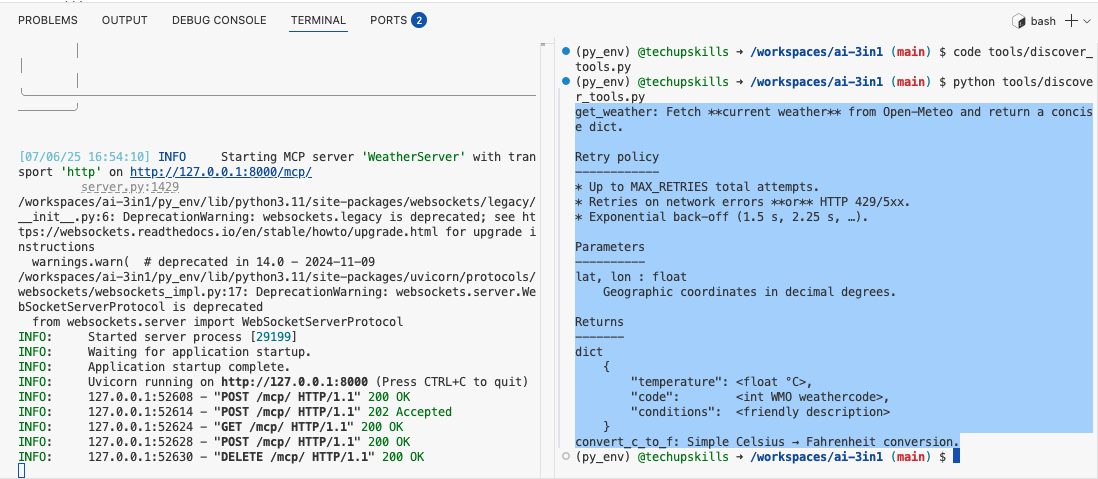 PROBLEMS OUTPUT DEBUG CONSOLE TERMINAL PORTS 2
bash
[07/06/25 16:54:10] INFO Starting MCP server 'WeatherServer' with tran
sport 'http' on http://127.0.0.1:8000/mcp/
server.py:1429
/workspaces/ai-3in1/py_env/lib/python3.11/site-packages/websockets/legacy/
__init__.py:6: DeprecationWarning: websockets.legacy is deprecated; see ht
tps://websockets.readthedocs.io/en/stable/howto/upgrade.html for upgrade i
nstructions
warnings.warn( # deprecated in 14.0 - 2024-11-09
/workspaces/ai-3in1/py_env/lib/python3.11/site-packages/uvicorn/protocols/
websockets/websockets_impl.py:17: DeprecationWarning: websockets.server.We
bSocketServerProtocol is deprecated
from websockets.server import WebSocketServerProtocol
INFO: Started server process [29199]
INFO: Waiting for application startup.
INFO: Application startup complete.
INFO: Uvicorn running on http://127.0.0.1:8000 (Press CTRL+C to quit)
INFO: 127.0.0.1:52608 - "POST /mcp/ HTTP/1.1" 200 OK
INFO: 127.0.0.1:52614 - "POST /mcp/ HTTP/1.1" 202 Accepted
INFO: 127.0.0.1:52624 - "GET /mcp/ HTTP/1.1" 200 OK
INFO: 127.0.0.1:52628 - "POST /mcp/ HTTP/1.1" 200 OK
INFO: 127.0.0.1:52630 - "DELETE /mcp/ HTTP/1.1" 200 OK
(py_env) @techupskills ➜ /workspaces/ai-3in1 (main) $ code tools/discover_
tools.py
(py_env) @techupskills ➜ /workspaces/ai-3in1 (main) $ python tools/discove
r_tools.py
get_weather: Fetch **current weather** from Open-Meteo and return a concis
e dict.
Retry policy
------------
* Up to MAX_RETRIES total attempts.
* Retries on network errors **or** HTTP 429/5xx.
* Exponential back-off (1.5 s, 2.25 s, …).
Parameters
----------
lat, lon : float
Geographic coordinates in decimal degrees.
Returns
-------
dict
{
"temperature": <float °C>,
"code": <int WMO weathercode>,
"conditions": <friendly description>
}
convert_c_to_f: Simple Celsius → Fahrenheit conversion.
(py_env) @techupskills ➜ /workspaces/ai-3in1 (main) $